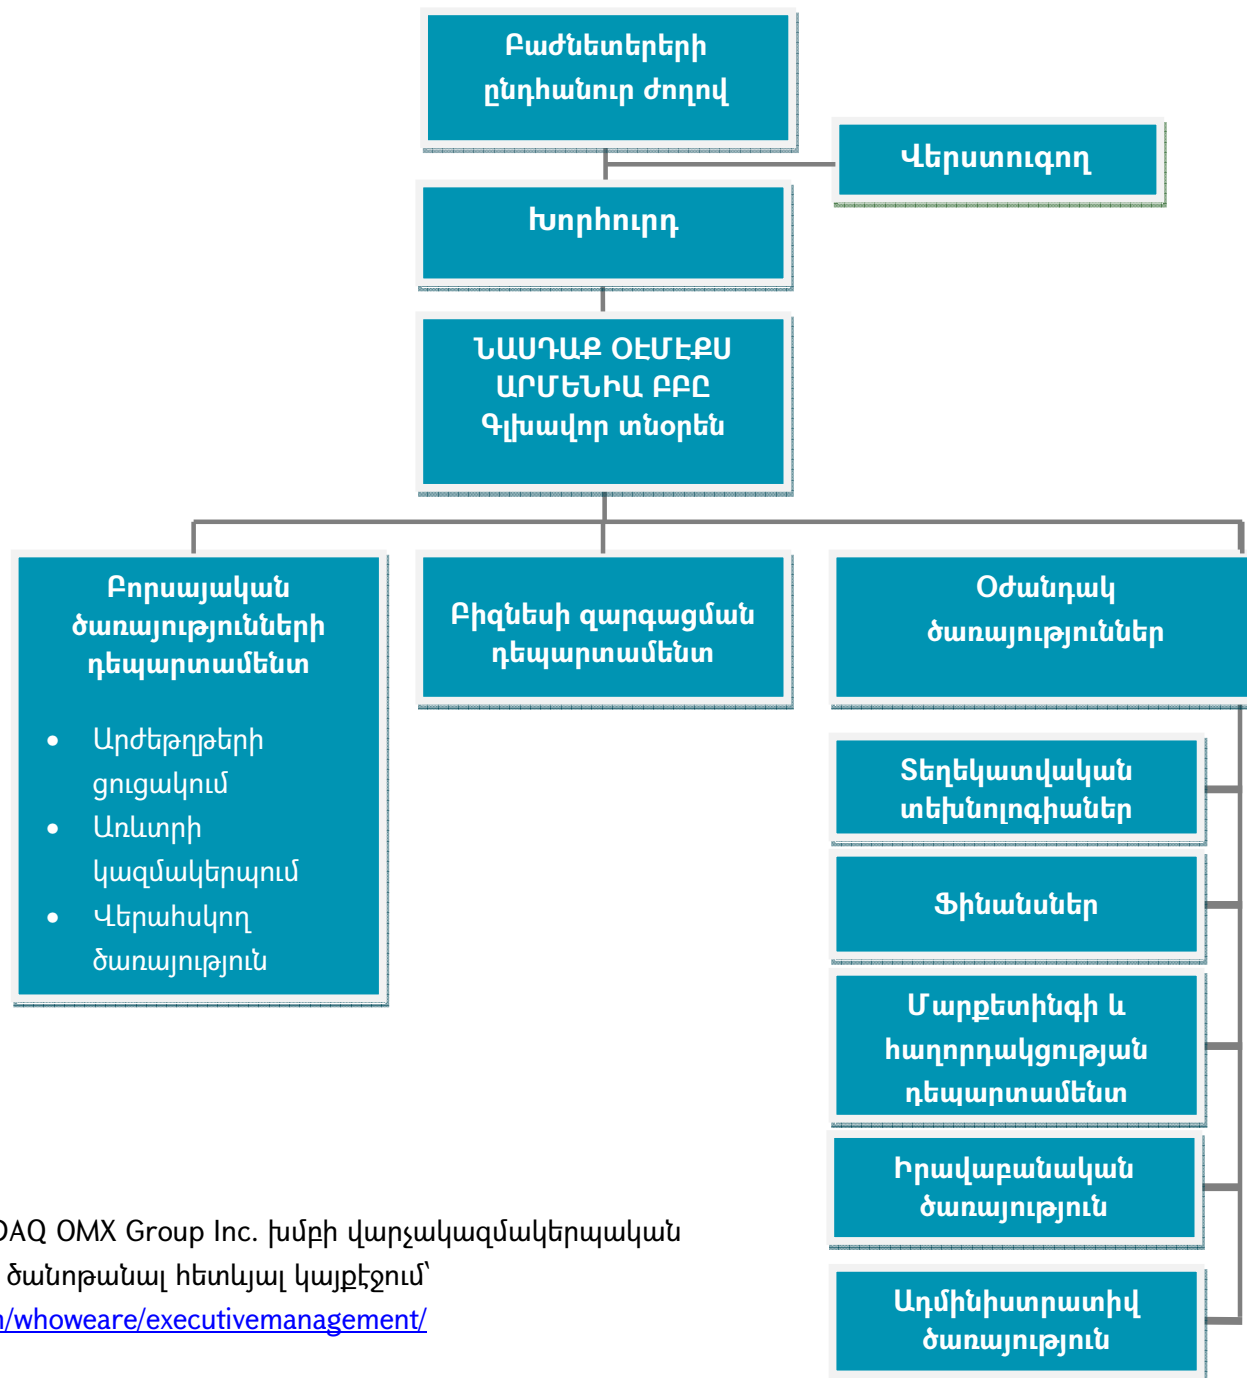 Բաժնետերերի
ընդհանուր ժողով
Վերստուգող
Խորհուրդ
ՆԱՍԴԱՔ ՕԷՄԷՔՍ
ԱՐՄԵՆԻԱ ԲԲԸ
Գլխավոր տնօրեն
Բորսայական
ծառայությունների
դեպարտամենտ
• Արժեթղթերի
ցուցակում
• Առևտրի
կազմակերպում
• Վերահսկող
ծառայություն
Բիզնեսի զարգացման
դեպարտամենտ
Օժանդակ
ծառայություններ
Տեղեկատվական
տեխնոլոգիաներ
Ֆինանսներ
Մարքետինգի և
հաղորդակցության
դեպարտամենտ
Իրավաբանական
ծառայություն
Ադմինիստրատիվ
ծառայություն
DAQ OMX Group Inc. խմբի վարչակազմակերպական
ծանոթանալ հետևյալ կայքէջում՝
n/whoweare/executivemanagement/